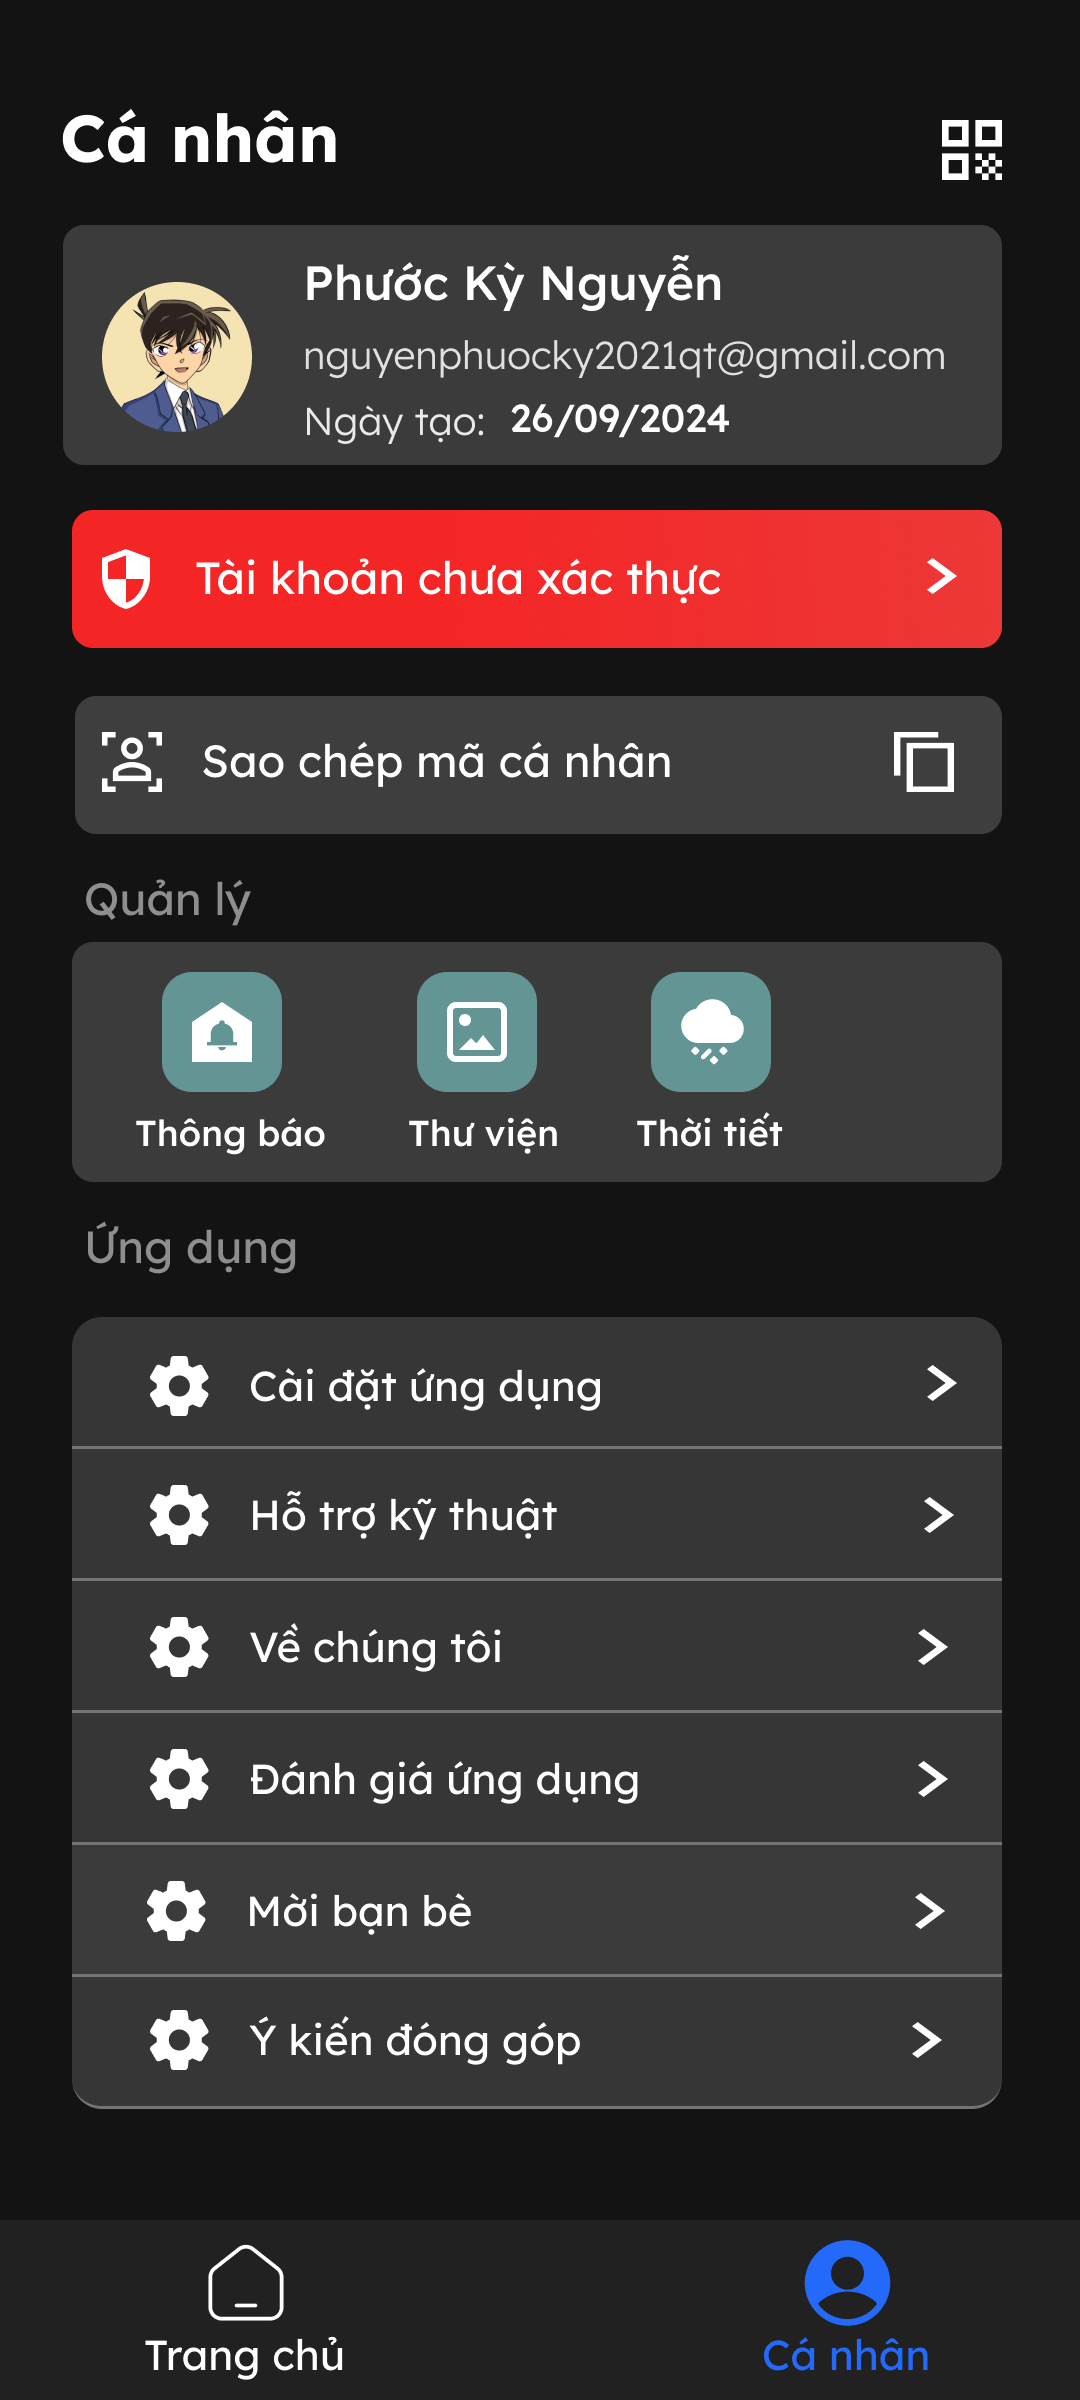 Cá nhân
Phước Kỳ Nguyễn
nguyenphuocky2021qt@gmail.com
Ngày tạo: 26/09/2024
Tài khoản chưa xác thực
Sao chép mã cá nhân
Quản lý
Thông báo Thư viện Thời tiết
Ứng dụng
Cài đặt ứng dụng
Hỗ trợ kỹ thuật
Về chúng tôi
Đánh giá ứng dụng
Mời bạn bè
Ý kiến đóng góp
Trang chủ Cá nhân